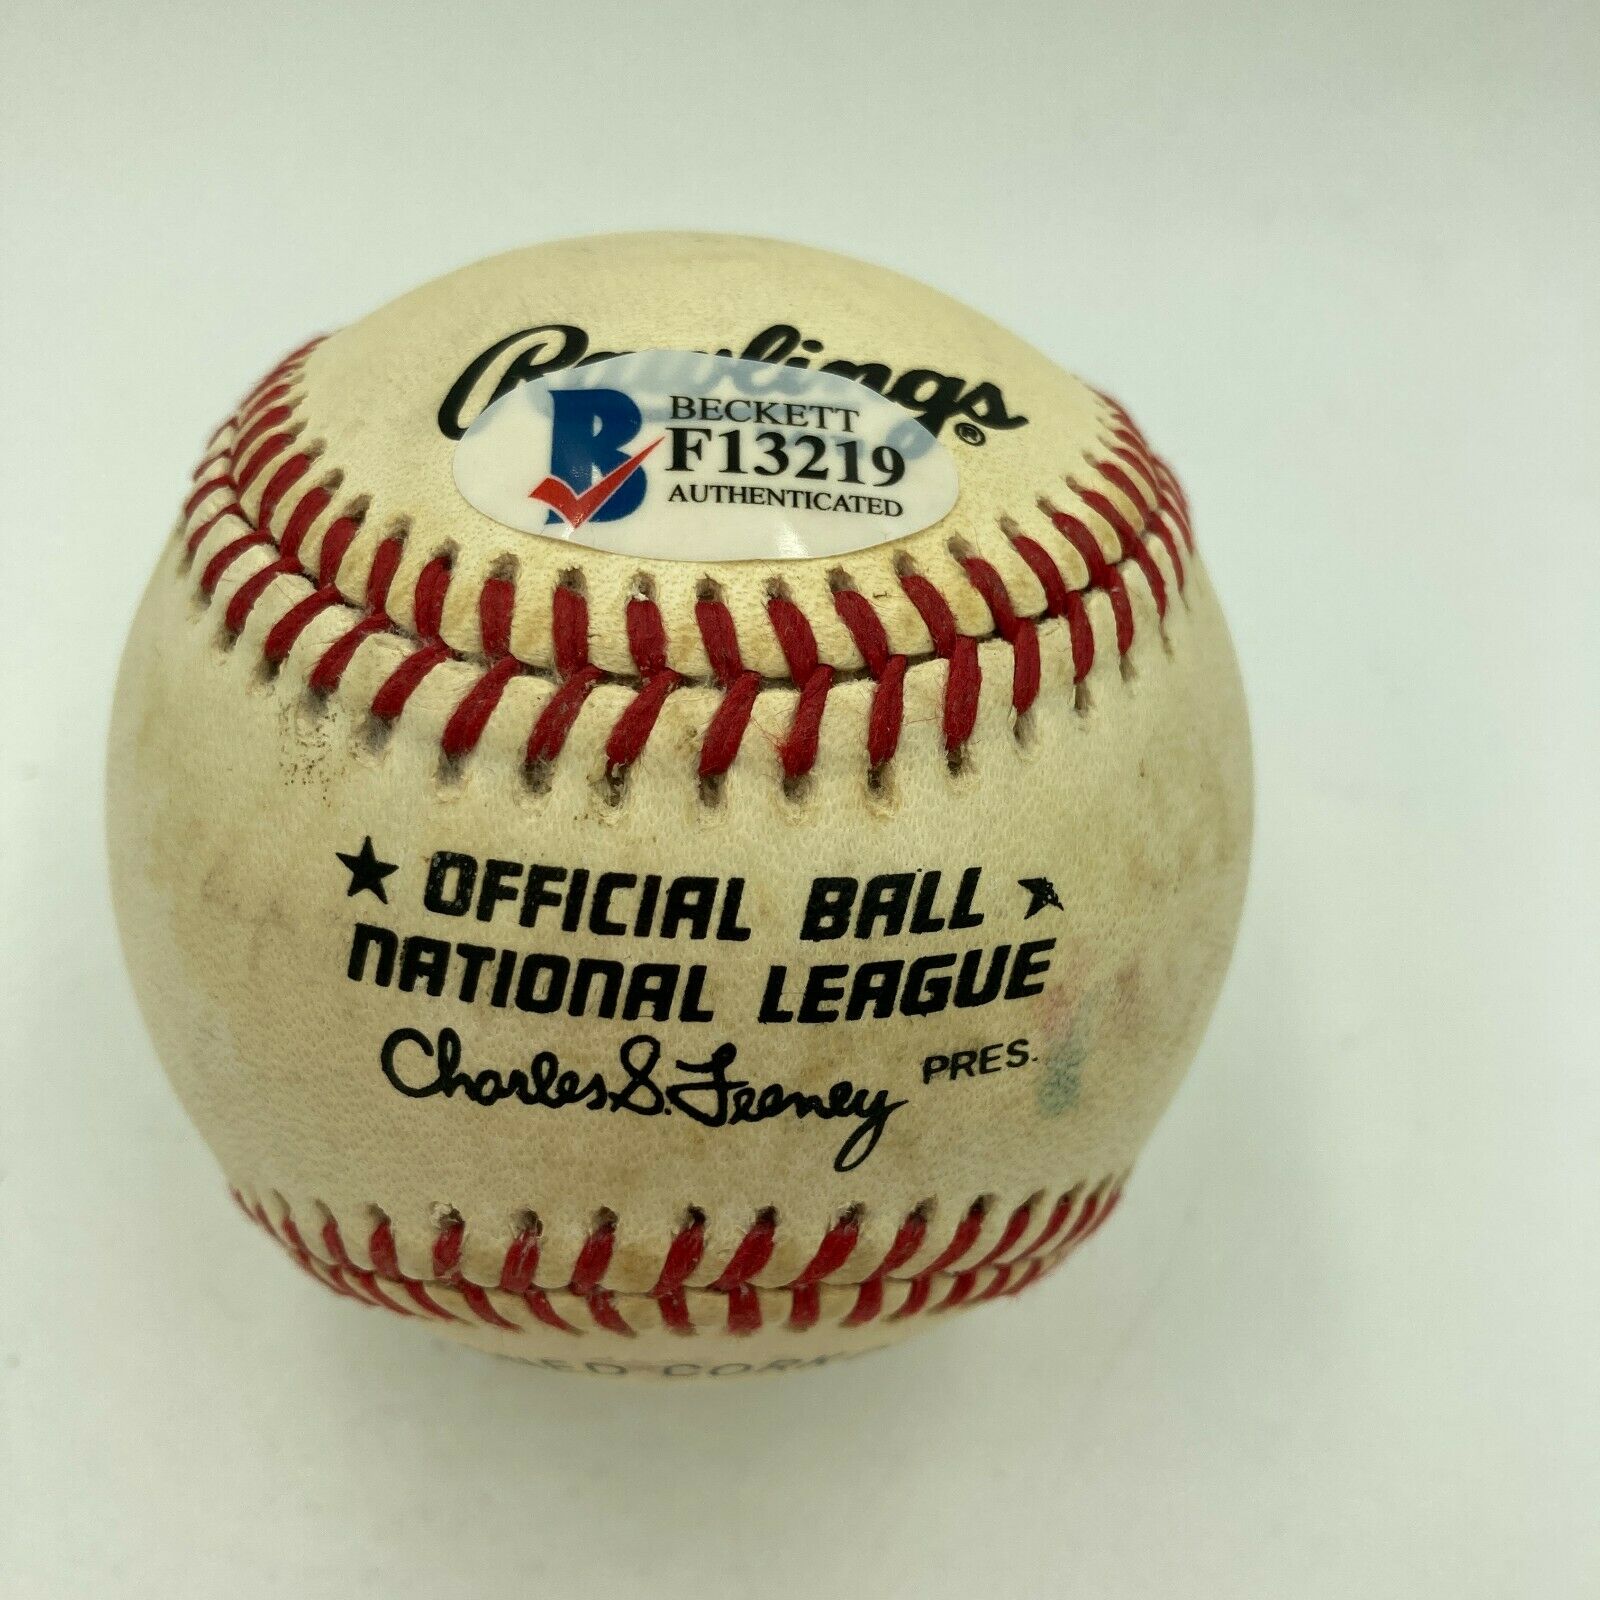 Rawlings®
BECKETT
F13219
AUTHENTICATED
★ OFFICIAL BALL ★
NATIONAL LEAGUE
Charles S. Feeney PRES.